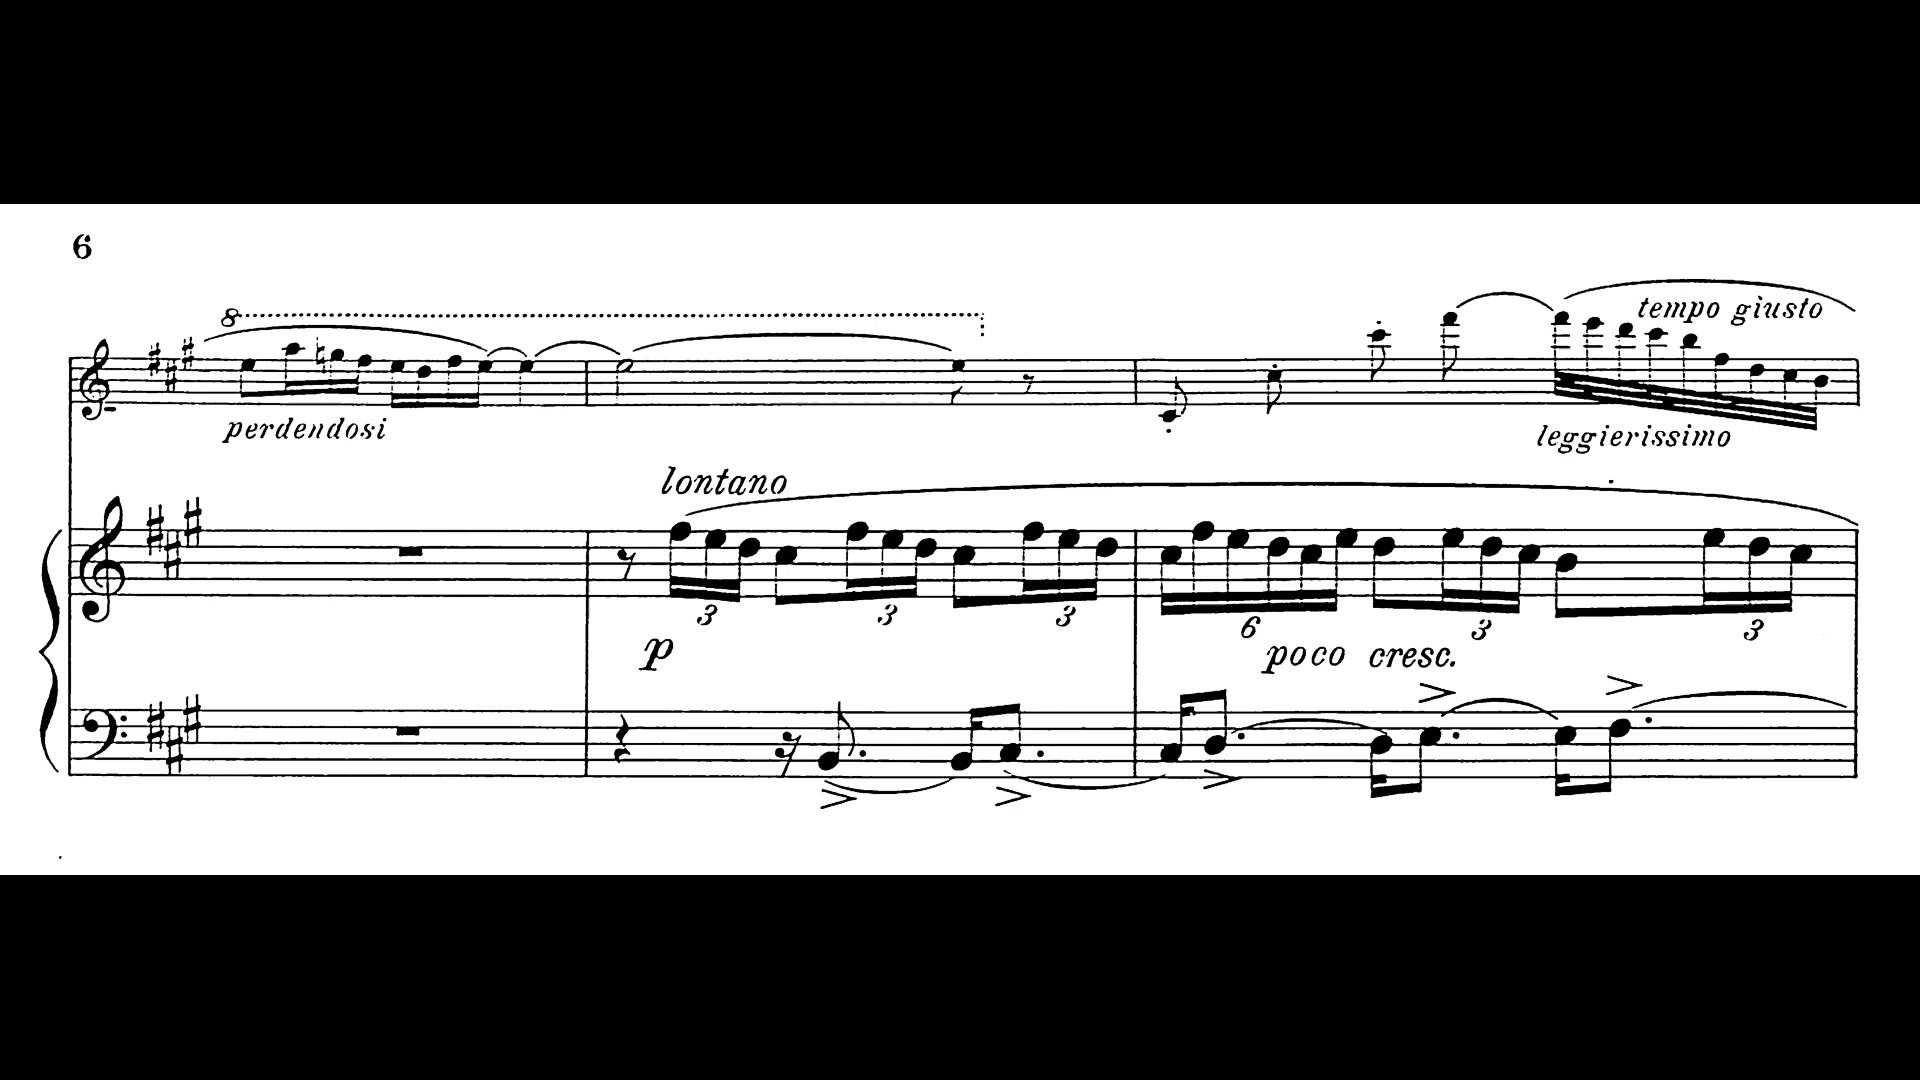 6
8
tempo giusto
perdendosi
leggierissimo
lontano
3 3 3 6 3 3
p
poco cresc.